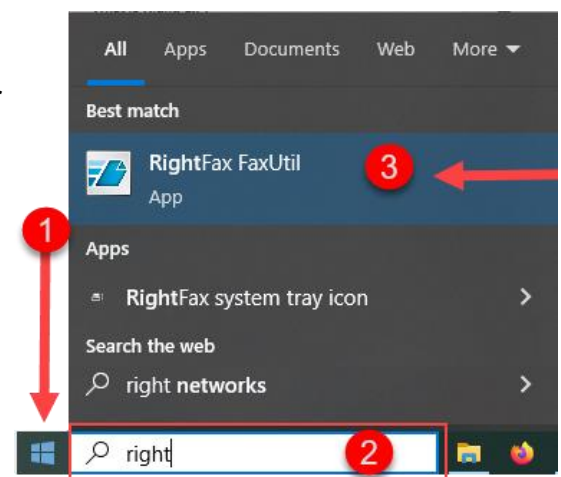 All Apps Documents Web More
Best match
RightFax FaxUtil
3
App
1
Apps
RightFax system tray icon
Search the web
right networks
right
2